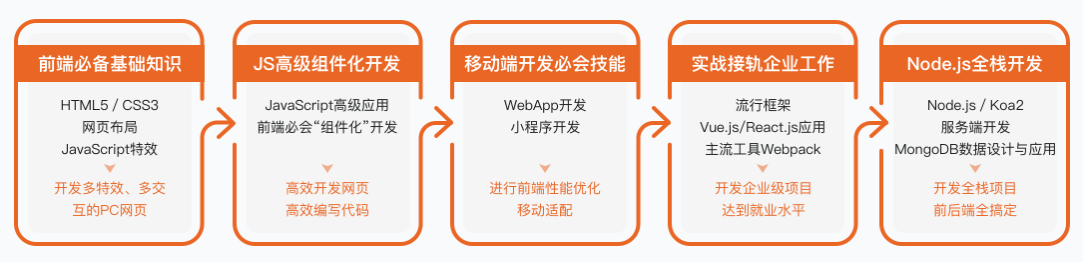 前端必备基础知识
HTML5 / CSS3
网页布局
JavaScript特效
开发多特效、多交
互的PC网页
JS高级组件化开发
JavaScript高级应用
前端必会“组件化”开发
高效开发网页
高效编写代码
移动端开发必会技能
WebApp开发
小程序开发
进行前端性能优化
移动适配
实战接轨企业工作
流行框架
Vue.js/React.js应用
主流工具Webpack
开发企业级项目
达到就业水平
Node.js全栈开发
Node.js / Koa2
服务端开发
MongoDB数据设计与应用
开发全栈项目
前后端全搞定